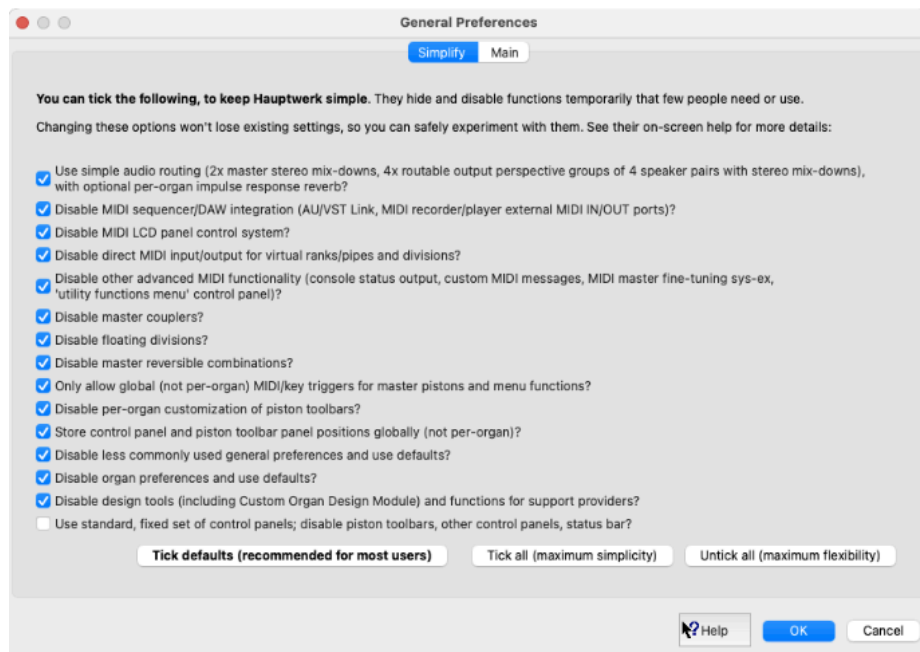 General Preferences
Simplify Main
You can tick the following, to keep Hauptwerk simple. They hide and disable functions temporarily that few people need or use.
Changing these options won't lose existing settings, so you can safely experiment with them. See their on-screen help for more details:
Use simple audio routing (2x master stereo mix-downs, 4x routable output perspective groups of 4 speaker pairs with stereo mix-downs),
with optional per-organ impulse response reverb?
Disable MIDI sequencer/DAW integration (AU/VST Link, MIDI recorder/player external MIDI IN/OUT ports)?
Disable MIDI LCD panel control system?
Disable direct MIDI input/output for virtual ranks/pipes and divisions?
Disable other advanced MIDI functionality (console status output, custom MIDI messages, MIDI master fine-tuning sys-ex,
'utility functions menu' control panel)?
Disable master couplers?
Disable floating divisions?
Disable master reversible combinations?
Only allow global (not per-organ) MIDI/key triggers for master pistons and menu functions?
Disable per-organ customization of piston toolbars?
Store control panel and piston toolbar panel positions globally (not per-organ)?
Disable less commonly used general preferences and use defaults?
Disable organ preferences and use defaults?
Disable design tools (including Custom Organ Design Module) and functions for support providers?
Use standard, fixed set of control panels; disable piston toolbars, other control panels, status bar?
Tick defaults (recommended for most users) Tick all (maximum simplicity) Untick all (maximum flexibility)
? Help OK Cancel